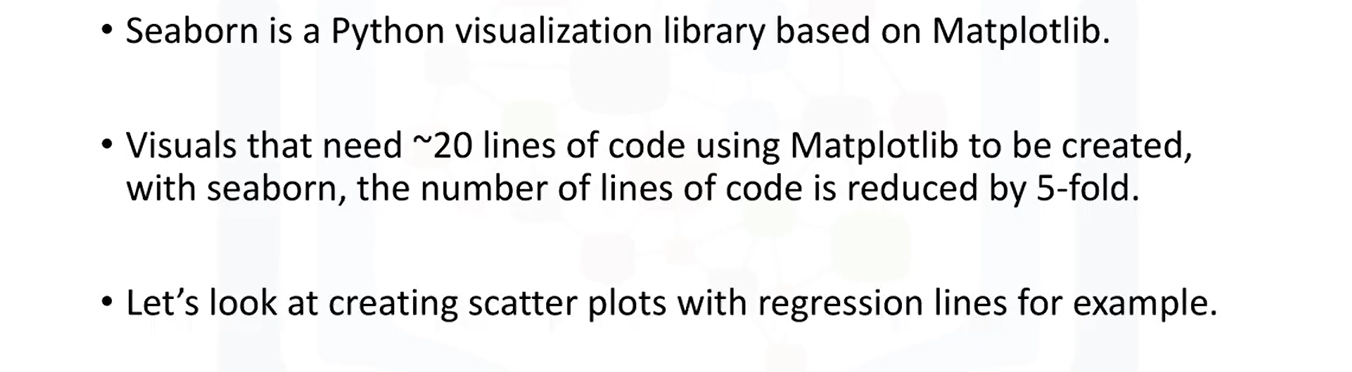 • Seaborn is a Python visualization library based on Matplotlib.
• Visuals that need ~20 lines of code using Matplotlib to be created,
with seaborn, the number of lines of code is reduced by 5-fold.
• Let’s look at creating scatter plots with regression lines for example.